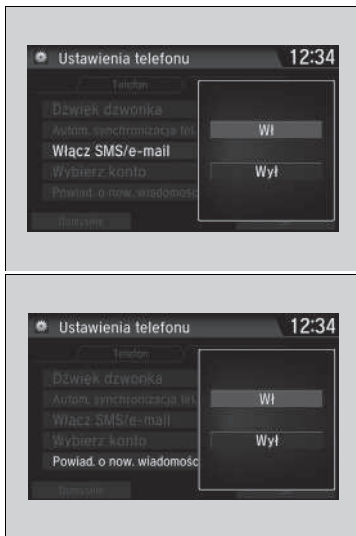 Ustawienia telefonu 12:34
Telefon
Dźwięk dzwonka
Autom. synchronizacja tel.
Włącz SMS/e-mail
Wybierz konto
Powiad. o now. wiadomośc
Domyślne
Wł
Wył
Ustawienia telefonu 12:34
Telefon
Dźwięk dzwonka
Autom. synchronizacja tel.
Włącz SMS/e-mail
Wybierz konto
Powiad. o now. wiadomośc
Domyślne
Wł
Wył